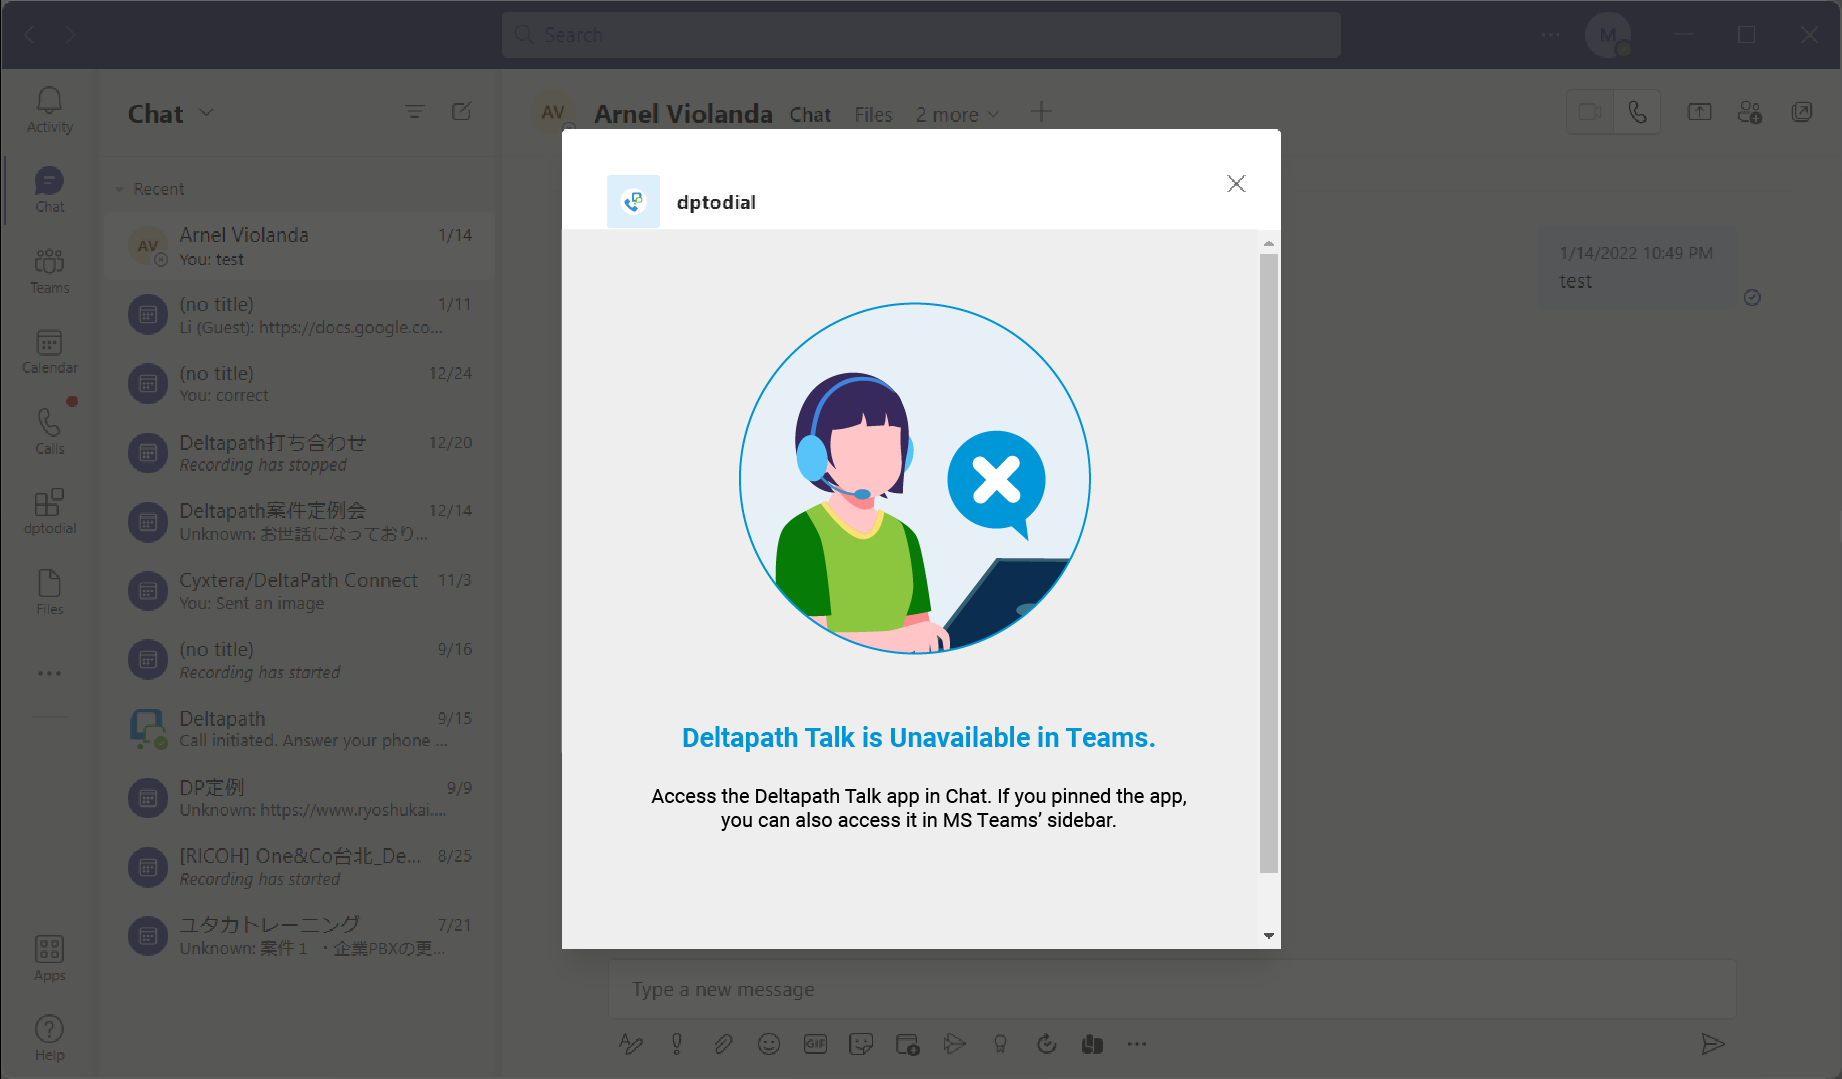 Search
M
Activity
Chat
Teams
Calendar
Calls
dptodial
Files
Apps
Help
Chat
Recent
AV
Arnel Violanda 1/14
You: test
(no title) 1/11
Li (Guest): https://docs.google.co...
(no title) 12/24
You: correct
Deltapath打ち合わせ 12/20
Recording has stopped
Deltapath案件定例会 12/14
Unknown: お世話になっており...
Cyxtera/DeltaPath Connect 11/3
You: Sent an image
(no title) 9/16
Recording has started
Deltapath 9/15
Call initiated. Answer your phone ...
DP定例 9/9
Unknown: https://www.ryoshukai....
[RICOH] One&Co台北_De... 8/25
Recording has started
ユタカトレーニング 7/21
Unknown: 案件１ ・企業PBXの更...
AV Arnel Violanda Chat Files 2 more
1/14/2022 10:49 PM
test
dptodial
Deltapath Talk is Unavailable in Teams.
Access the Deltapath Talk app in Chat. If you pinned the app,
you can also access it in MS Teams’ sidebar.
Type a new message
GIF